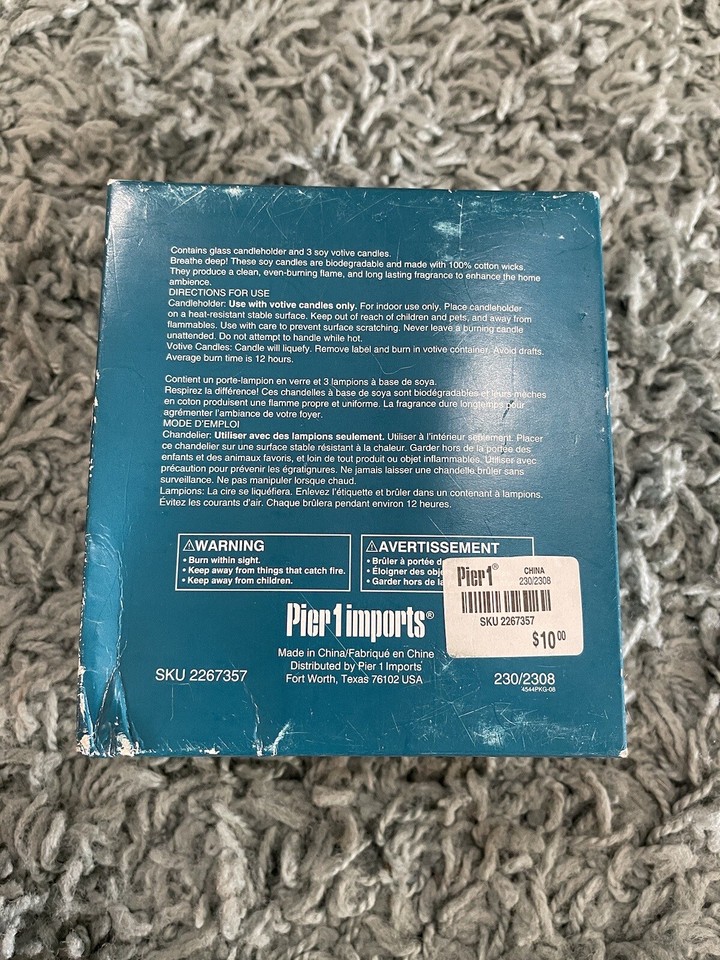 Contains glass candleholder and 3 soy votive candles.
Breathe deep! These soy candles are biodegradable and made with 100% cotton wicks.
They produce a clean, even-burning flame, and long lasting fragrance to enhance the home
ambience.
DIRECTIONS FOR USE
Candleholder: Use with votive candles only. For indoor use only. Place candleholder
on a heat-resistant stable surface. Keep out of reach of children and pets, and away from
flammables. Use with care to prevent surface scratching. Never leave a burning candle
unattended. Do not attempt to handle while hot.
Votive Candles: Candle will liquefy. Remove label and burn in votive container. Avoid drafts.
Average burn time is 12 hours.
Contient un porte-lampion en verre et 3 lampions à base de soya.
Respirez la différence! Ces chandelles à base de soya sont biodégradables et leurs mèches
en coton produisent une flamme propre et uniforme. La fragrance dure longtemps pour
agrémenter l'ambiance de votre foyer.
MODE D'EMPLOI
Chandelier: Utiliser avec des lampions seulement. Utiliser à l'intérieur seulement. Placer
ce chandelier sur une surface stable résistant à la chaleur. Garder hors de la portée des
enfants et des animaux favoris, et loin de tout produit ou objet inflammables. Utiliser avec
précaution pour prévenir les égratignures. Ne jamais laisser une chandelle brûler sans
surveillance. Ne pas manipuler lorsque chaud.
Lampions: La cire se liquéfiera. Enlevez l'étiquette et brûler dans un contenant à lampions.
Évitez les courants d'air. Chaque brûlera pendant environ 12 heures.
⚠WARNING
• Burn within sight.
• Keep away from things that catch fire.
• Keep away from children.
⚠AVERTISSEMENT
• Brûler à portée d
• Éloigner des obje
• Garder hors de la
Pier 1® CHINA
230/2308
SKU 2267357
$10.00
Pier 1 imports®
Made in China/Fabriqué en Chine
Distributed by Pier 1 Imports
Fort Worth, Texas 76102 USA
SKU 2267357
230/2308
4544PKG-08